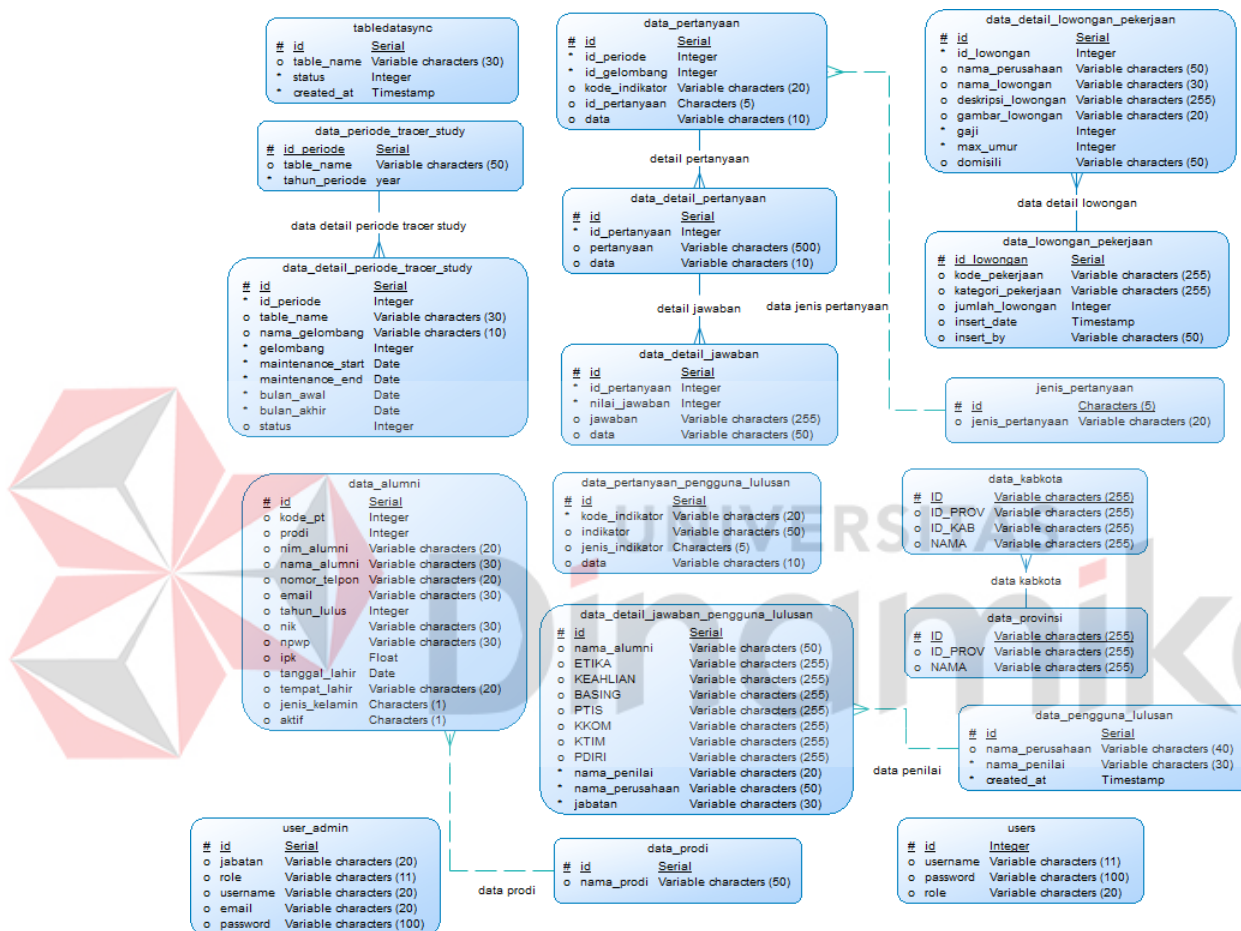 tabledatasync
# id Serial
o table_name Variable characters (30)
* status Integer
* created_at Timestamp
data_periode_tracer_study
# id_periode Serial
o table_name Variable characters (50)
* tahun_periode year
data detail periode tracer study
data_detail_periode_tracer_study
# id Serial
* id_periode Integer
o table_name Variable characters (30)
o nama_gelombang Variable characters (10)
* gelombang Integer
* maintenance_start Date
* maintenance_end Date
* bulan_awal Date
* bulan_akhir Date
o status Integer
data_pertanyaan
# id Serial
* id_periode Integer
* id_gelombang Integer
o kode_indikator Variable characters (20)
o id_pertanyaan Characters (5)
o data Variable characters (10)
detail pertanyaan
data_detail_pertanyaan
# id Serial
* id_pertanyaan Integer
o pertanyaan Variable characters (500)
o data Variable characters (10)
detail jawaban
data_detail_jawaban
# id Serial
* id_pertanyaan Integer
* nilai_jawaban Integer
o jawaban Variable characters (255)
o data Variable characters (50)
data jenis pertanyaan
data_detail_lowongan_pekerjaan
# id Serial
* id_lowongan Integer
o nama_perusahaan Variable characters (50)
o nama_lowongan Variable characters (30)
o deskripsi_lowongan Variable characters (255)
o gambar_lowongan Variable characters (20)
* gaji Integer
* max_umur Integer
o domisili Variable characters (50)
data detail lowongan
data_lowongan_pekerjaan
# id_lowongan Serial
o kode_pekerjaan Variable characters (255)
o kategori_pekerjaan Variable characters (255)
o jumlah_lowongan Integer
o insert_date Timestamp
o insert_by Variable characters (50)
jenis_pertanyaan
# id Characters (5)
o jenis_pertanyaan Variable characters (20)
data_alumni
# id Serial
o kode_pt Integer
o prodi Integer
o nim_alumni Variable characters (20)
o nama_alumni Variable characters (30)
o nomor_telpon Variable characters (20)
o email Variable characters (30)
o tahun_lulus Integer
o nik Variable characters (30)
o npwp Variable characters (30)
o ipk Float
o tanggal_lahir Date
o tempat_lahir Variable characters (20)
o jenis_kelamin Characters (1)
o aktif Characters (1)
data_pertanyaan_pengguna_lulusan
# id Serial
* kode_indikator Variable characters (20)
o indikator Variable characters (50)
o jenis_indikator Characters (5)
o data Variable characters (10)
data_kabkota
# ID Variable characters (255)
o ID_PROV Variable characters (255)
o ID_KAB Variable characters (255)
o NAMA Variable characters (255)
data kabkota
data_provinsi
# ID Variable characters (255)
o ID_PROV Variable characters (255)
o NAMA Variable characters (255)
UNIVERSITAS
Dinamika
data_detail_jawaban_pengguna_lulusan
# id Serial
o nama_alumni Variable characters (50)
o ETIKA Variable characters (255)
o KEAHLIAN Variable characters (255)
o BASING Variable characters (255)
o PTIS Variable characters (255)
o KKOM Variable characters (255)
o KTIM Variable characters (255)
o PDIRI Variable characters (255)
* nama_penilai Variable characters (20)
* nama_perusahaan Variable characters (50)
* jabatan Variable characters (30)
data penilai
data_pengguna_lulusan
# id Serial
o nama_perusahaan Variable characters (40)
* nama_penilai Variable characters (30)
* created_at Timestamp
user_admin
# id Serial
o jabatan Variable characters (20)
o role Variable characters (11)
o username Variable characters (20)
o email Variable characters (20)
o password Variable characters (100)
data prodi
data_prodi
# id Serial
o nama_prodi Variable characters (50)
users
# id Integer
o username Variable characters (11)
o password Variable characters (100)
o role Variable characters (20)